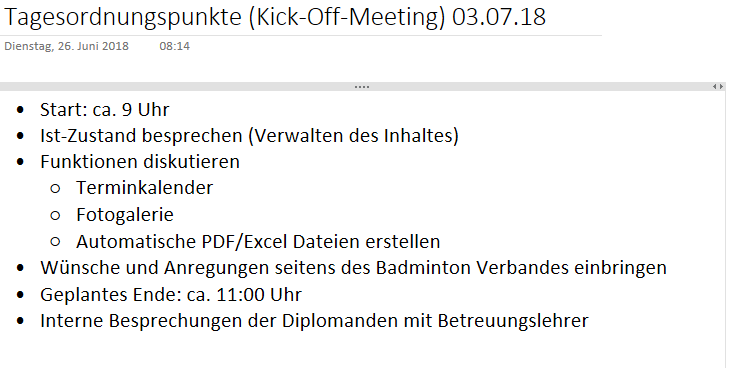 Tagesordnungspunkte (Kick-Off-Meeting) 03.07.18
Dienstag, 26. Juni 2018 08:14
• Start: ca. 9 Uhr
• Ist-Zustand besprechen (Verwalten des Inhaltes)
• Funktionen diskutieren
○ Terminkalender
○ Fotogalerie
○ Automatische PDF/Excel Dateien erstellen
• Wünsche und Anregungen seitens des Badminton Verbandes einbringen
• Geplantes Ende: ca. 11:00 Uhr
• Interne Besprechungen der Diplomanden mit Betreuungslehrer